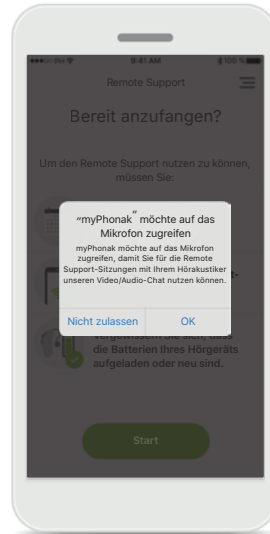 9:41 AM
100 %
Remote Support
Bereit anzufangen?
Um den Remote Support nutzen zu können,
müssen Sie:
"myPhonak" möchte auf das
Mikrofon zugreifen
myPhonak möchte auf das Mikrofon
zugreifen, damit Sie für die Remote
Support-Sitzungen mit Ihrem Hörakustiker
unseren Video/Audio-Chat nutzen können.
Nicht zulassen
OK
vergewissern Sie sich, dass
die Batterien Ihres Hörgeräts
aufgeladen oder neu sind.
Start